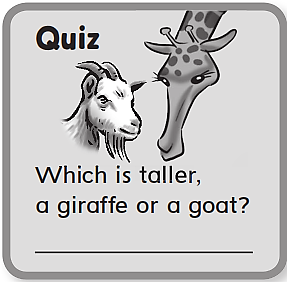 Quiz
Which is taller,
a giraffe or a goat?